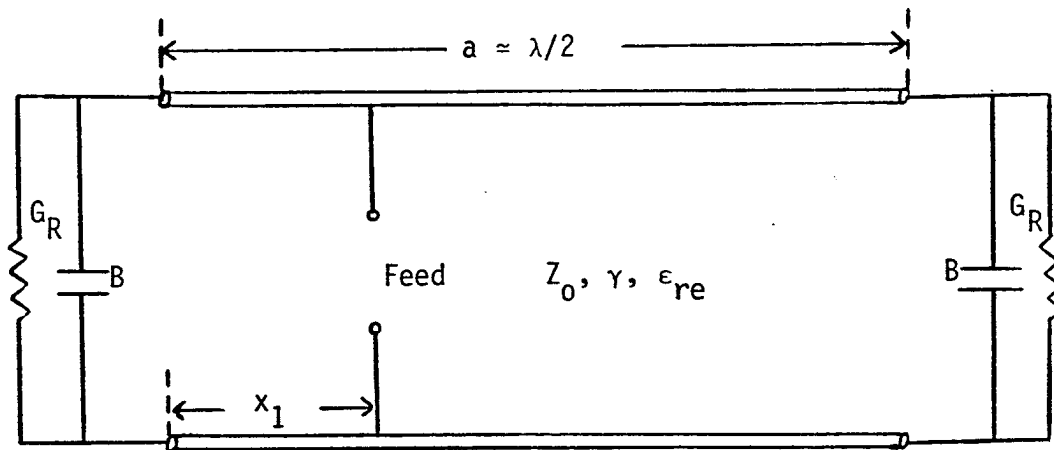 a ≃ λ/2
G_R
B
Feed
Z_o, γ, ε_re
B
G_R
x_1